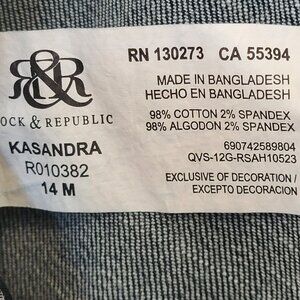 R&R
RN 130273 CA 55394
MADE IN BANGLADESH
HECHO EN BANGLADESH
OCK & REPUBLIC
98% COTTON 2% SPANDEX
98% ALGODON 2% SPANDEX
KASANDRA
R010382
14 M
690742589804
QVS-12G-RSAH10523
EXCLUSIVE OF DECORATION /
EXCEPTO DECORACION